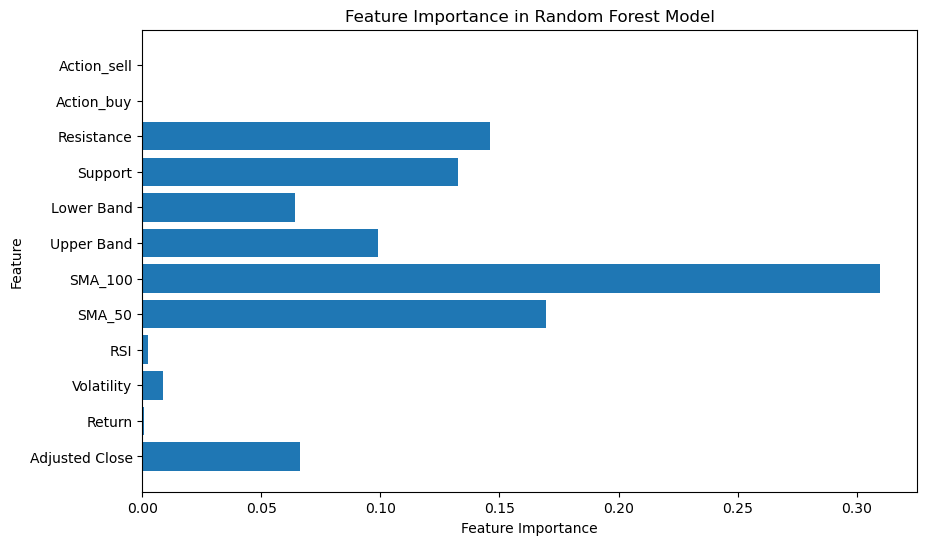 Feature Importance in Random Forest Model
Action_sell
Action_buy
Resistance
Support
Lower Band
Upper Band
SMA_100
SMA_50
RSI
Volatility
Return
Adjusted Close
Feature
0.00 0.05 0.10 0.15 0.20 0.25 0.30
Feature Importance